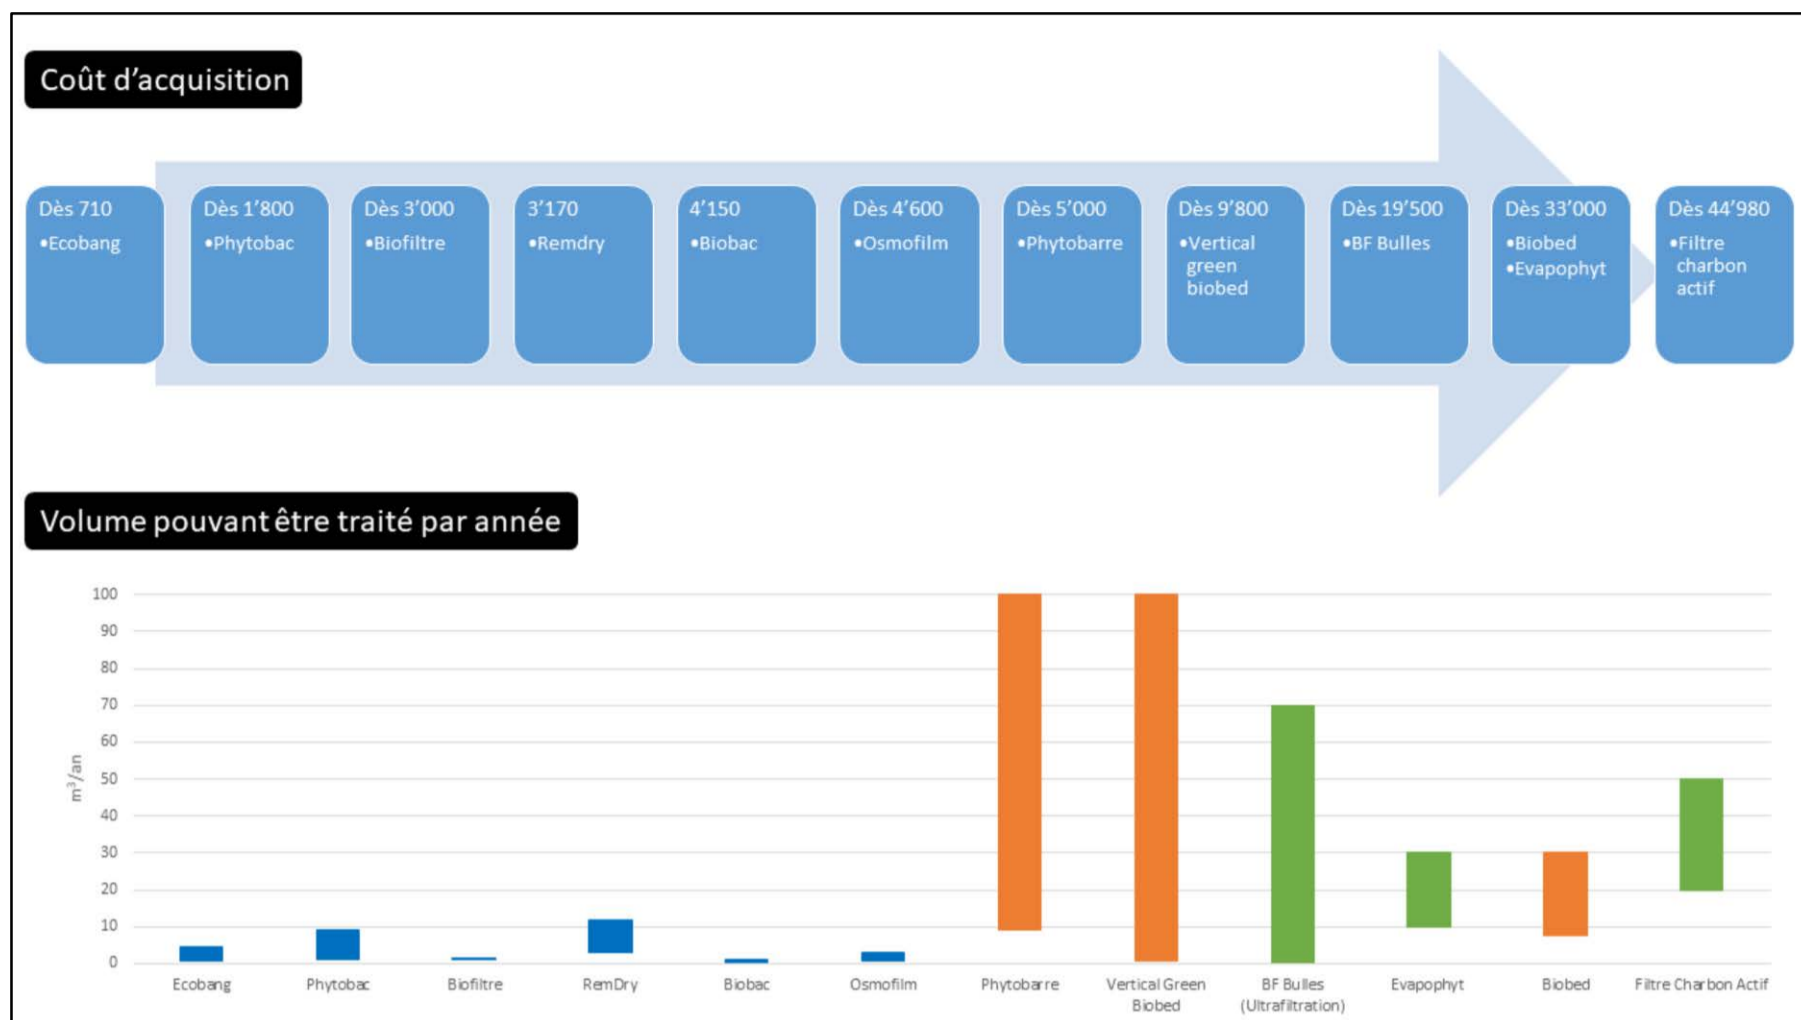 Coût d’acquisition
Dès 710
•Ecobang
Dès 1’800
•Phytobac
Dès 3’000
•Biofiltre
3’170
•Remdry
4’150
•Biobac
Dès 4’600
•Osmofilm
Dès 5’000
•Phytobarre
Dès 9’800
•Vertical
green
biobed
Dès 19’500
•BF Bulles
Dès 33’000
•Biobed
•Evapophyt
Dès 44’980
•Filtre
charbon
actif
Volume pouvant être traité par année
m³/an
100
90
80
70
60
50
40
30
20
10
0
Ecobang
Phytobac
Biofiltre
RemDry
Biobac
Osmofilm
Phytobarre
Vertical Green
Biobed
BF Bulles
(Ultrafiltration)
Evapophyt
Biobed
Filtre Charbon Actif